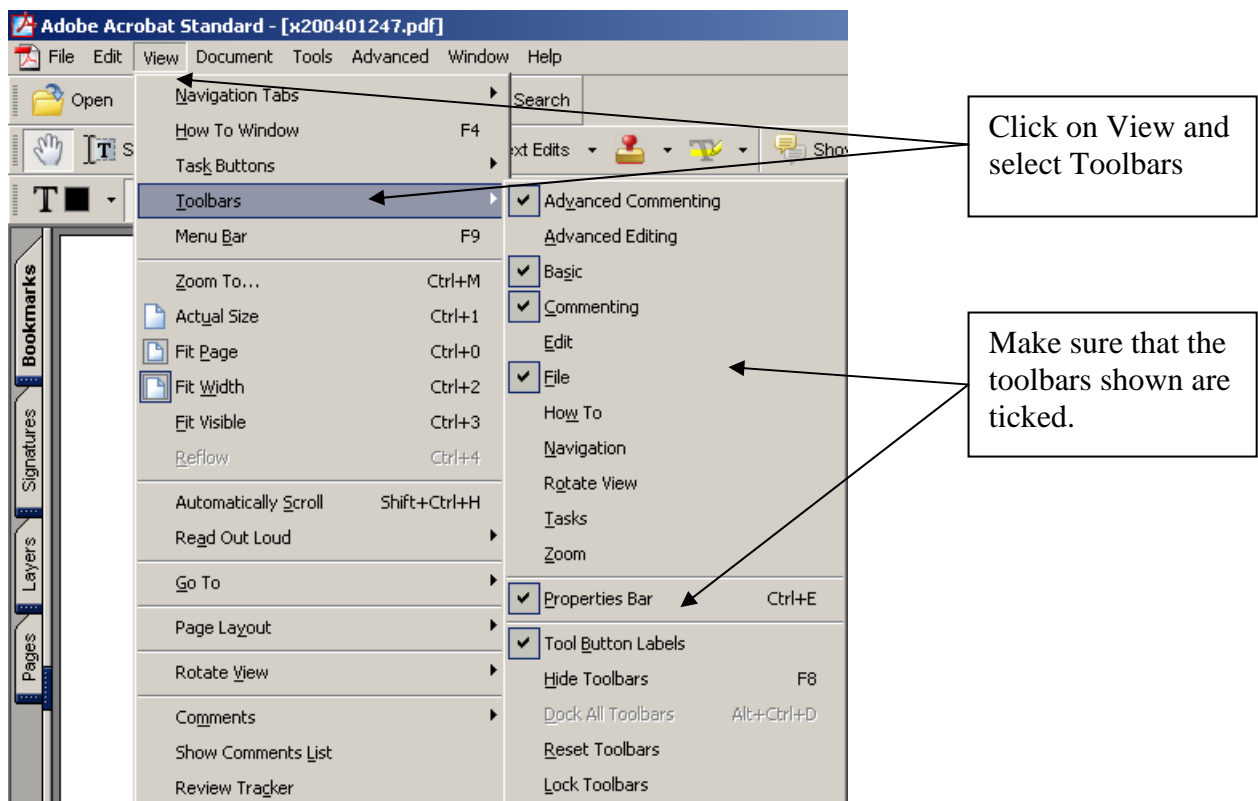 Adobe Acrobat Standard - [x200401247.pdf]
File Edit View Document Tools Advanced Window Help
Open
Search
S
xt Edits
Sho
T
Bookmarks
Signatures
Layers
Pages
Navigation Tabs
How To Window F4
Task Buttons
Toolbars
Menu Bar F9
Zoom To... Ctrl+M
Actual Size Ctrl+1
Fit Page Ctrl+0
Fit Width Ctrl+2
Fit Visible Ctrl+3
Reflow Ctrl+4
Automatically Scroll Shift+Ctrl+H
Read Out Loud
Go To
Page Layout
Rotate View
Comments
Show Comments List
Review Tracker
Advanced Commenting
Advanced Editing
Basic
Commenting
Edit
File
How To
Navigation
Rotate View
Tasks
Zoom
Properties Bar Ctrl+E
Tool Button Labels
Hide Toolbars F8
Dock All Toolbars Alt+Ctrl+D
Reset Toolbars
Lock Toolbars
Click on View and
select Toolbars
Make sure that the
toolbars shown are
ticked.